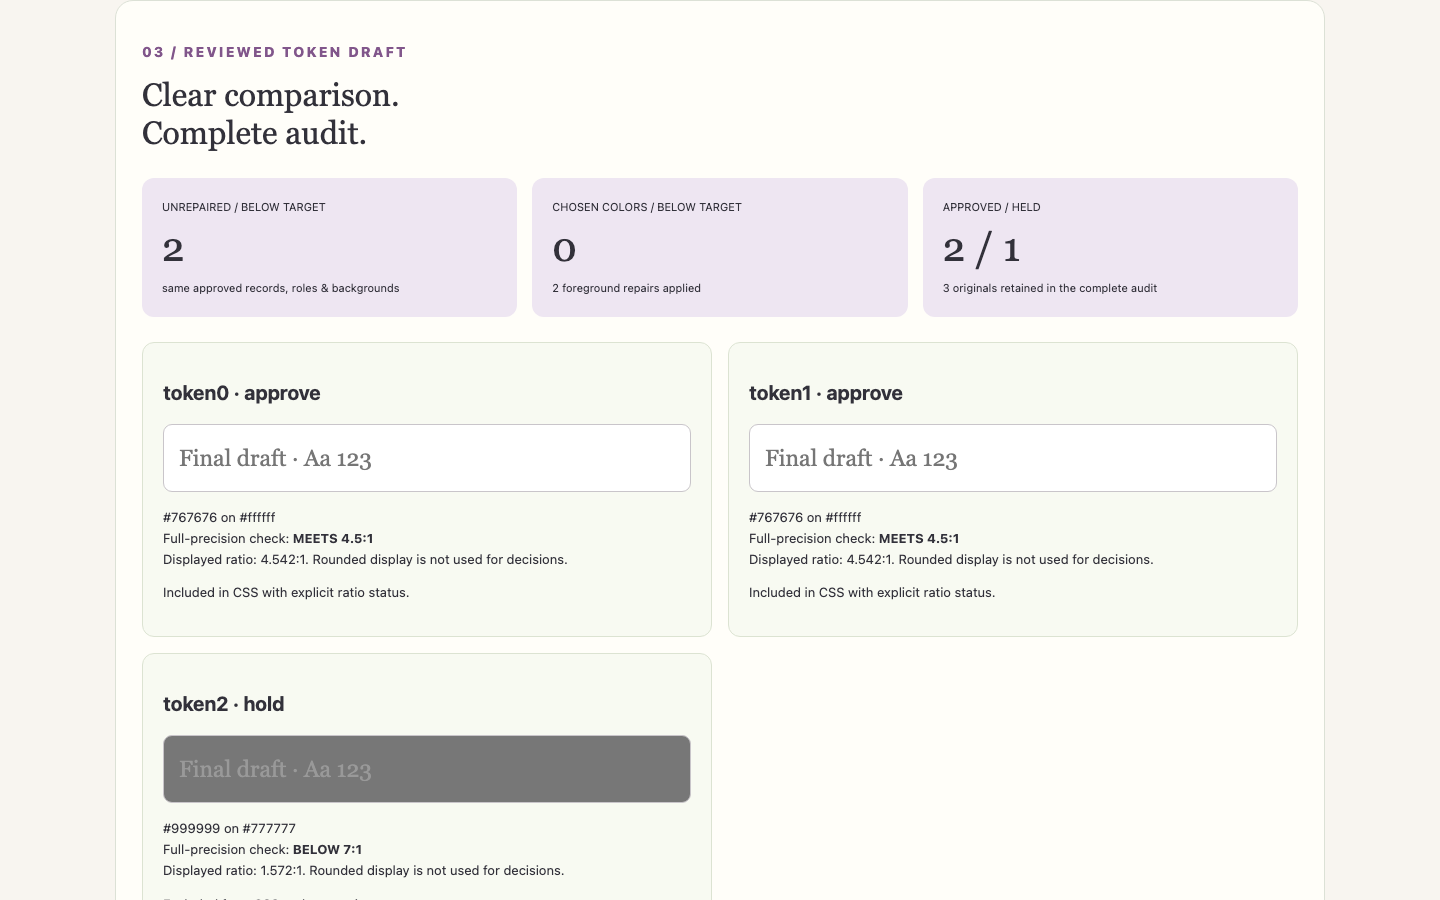 03 / REVIEWED TOKEN DRAFT
Clear comparison.
Complete audit.
UNREPAIRED / BELOW TARGET
2
same approved records, roles & backgrounds
CHOSEN COLORS / BELOW TARGET
0
2 foreground repairs applied
APPROVED / HELD
2 / 1
3 originals retained in the complete audit
token0 · approve
Final draft · Aa 123
#767676 on #ffffff
Full-precision check: MEETS 4.5:1
Displayed ratio: 4.542:1. Rounded display is not used for decisions.
Included in CSS with explicit ratio status.
token1 · approve
Final draft · Aa 123
#767676 on #ffffff
Full-precision check: MEETS 4.5:1
Displayed ratio: 4.542:1. Rounded display is not used for decisions.
Included in CSS with explicit ratio status.
token2 · hold
Final draft · Aa 123
#999999 on #777777
Full-precision check: BELOW 7:1
Displayed ratio: 1.572:1. Rounded display is not used for decisions.